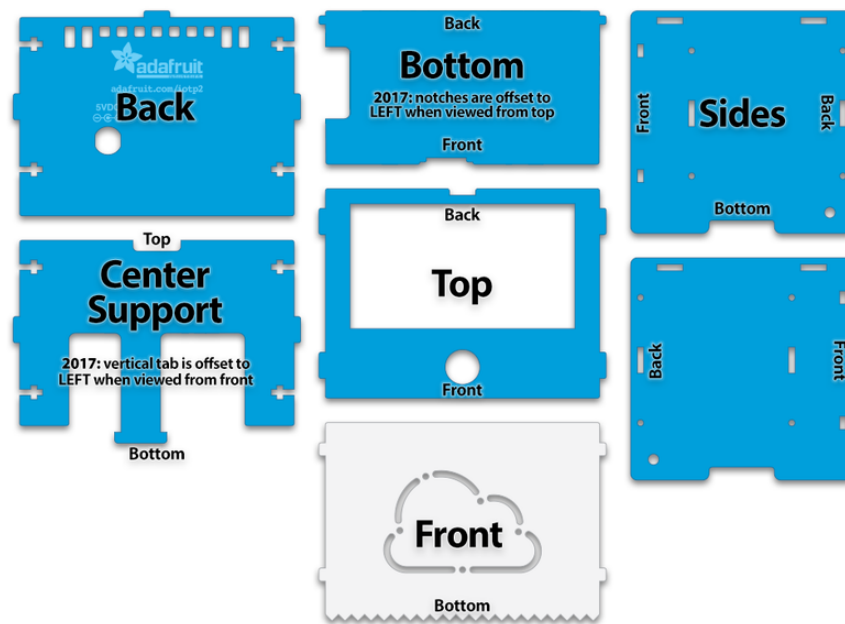 adafruit
adafruit.com/iotp2
5VDC
Back
Top
Center
Support
2017: vertical tab is offset to
LEFT when viewed from front
Bottom
Back
Bottom
2017: notches are offset to
LEFT when viewed from top
Front
Back
Top
Front
Front
Bottom
Front
Sides
Back
Bottom
Back
Front